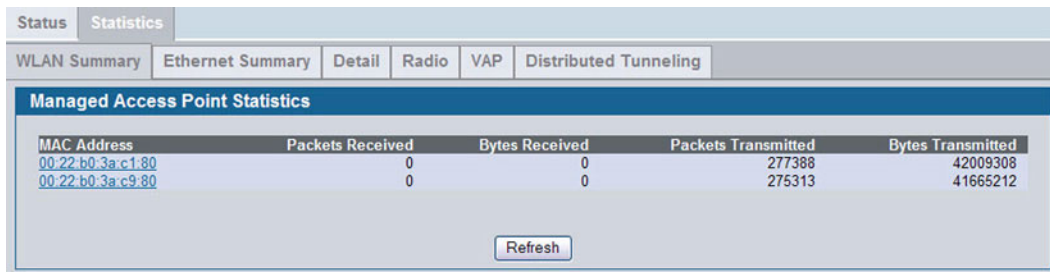 Status Statistics
WLAN Summary Ethernet Summary Detail Radio VAP Distributed Tunneling
Managed Access Point Statistics
MAC Address Packets Received Bytes Received Packets Transmitted Bytes Transmitted
00:22:b0:3a:c1:80 0 0 277388 42009308
00:22:b0:3a:c9:80 0 0 275313 41665212
Refresh